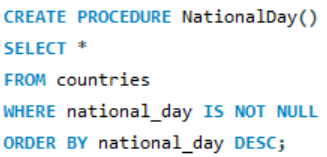 CREATE PROCEDURE NationalDay()
SELECT *
FROM countries
WHERE national_day IS NOT NULL
ORDER BY national_day DESC;